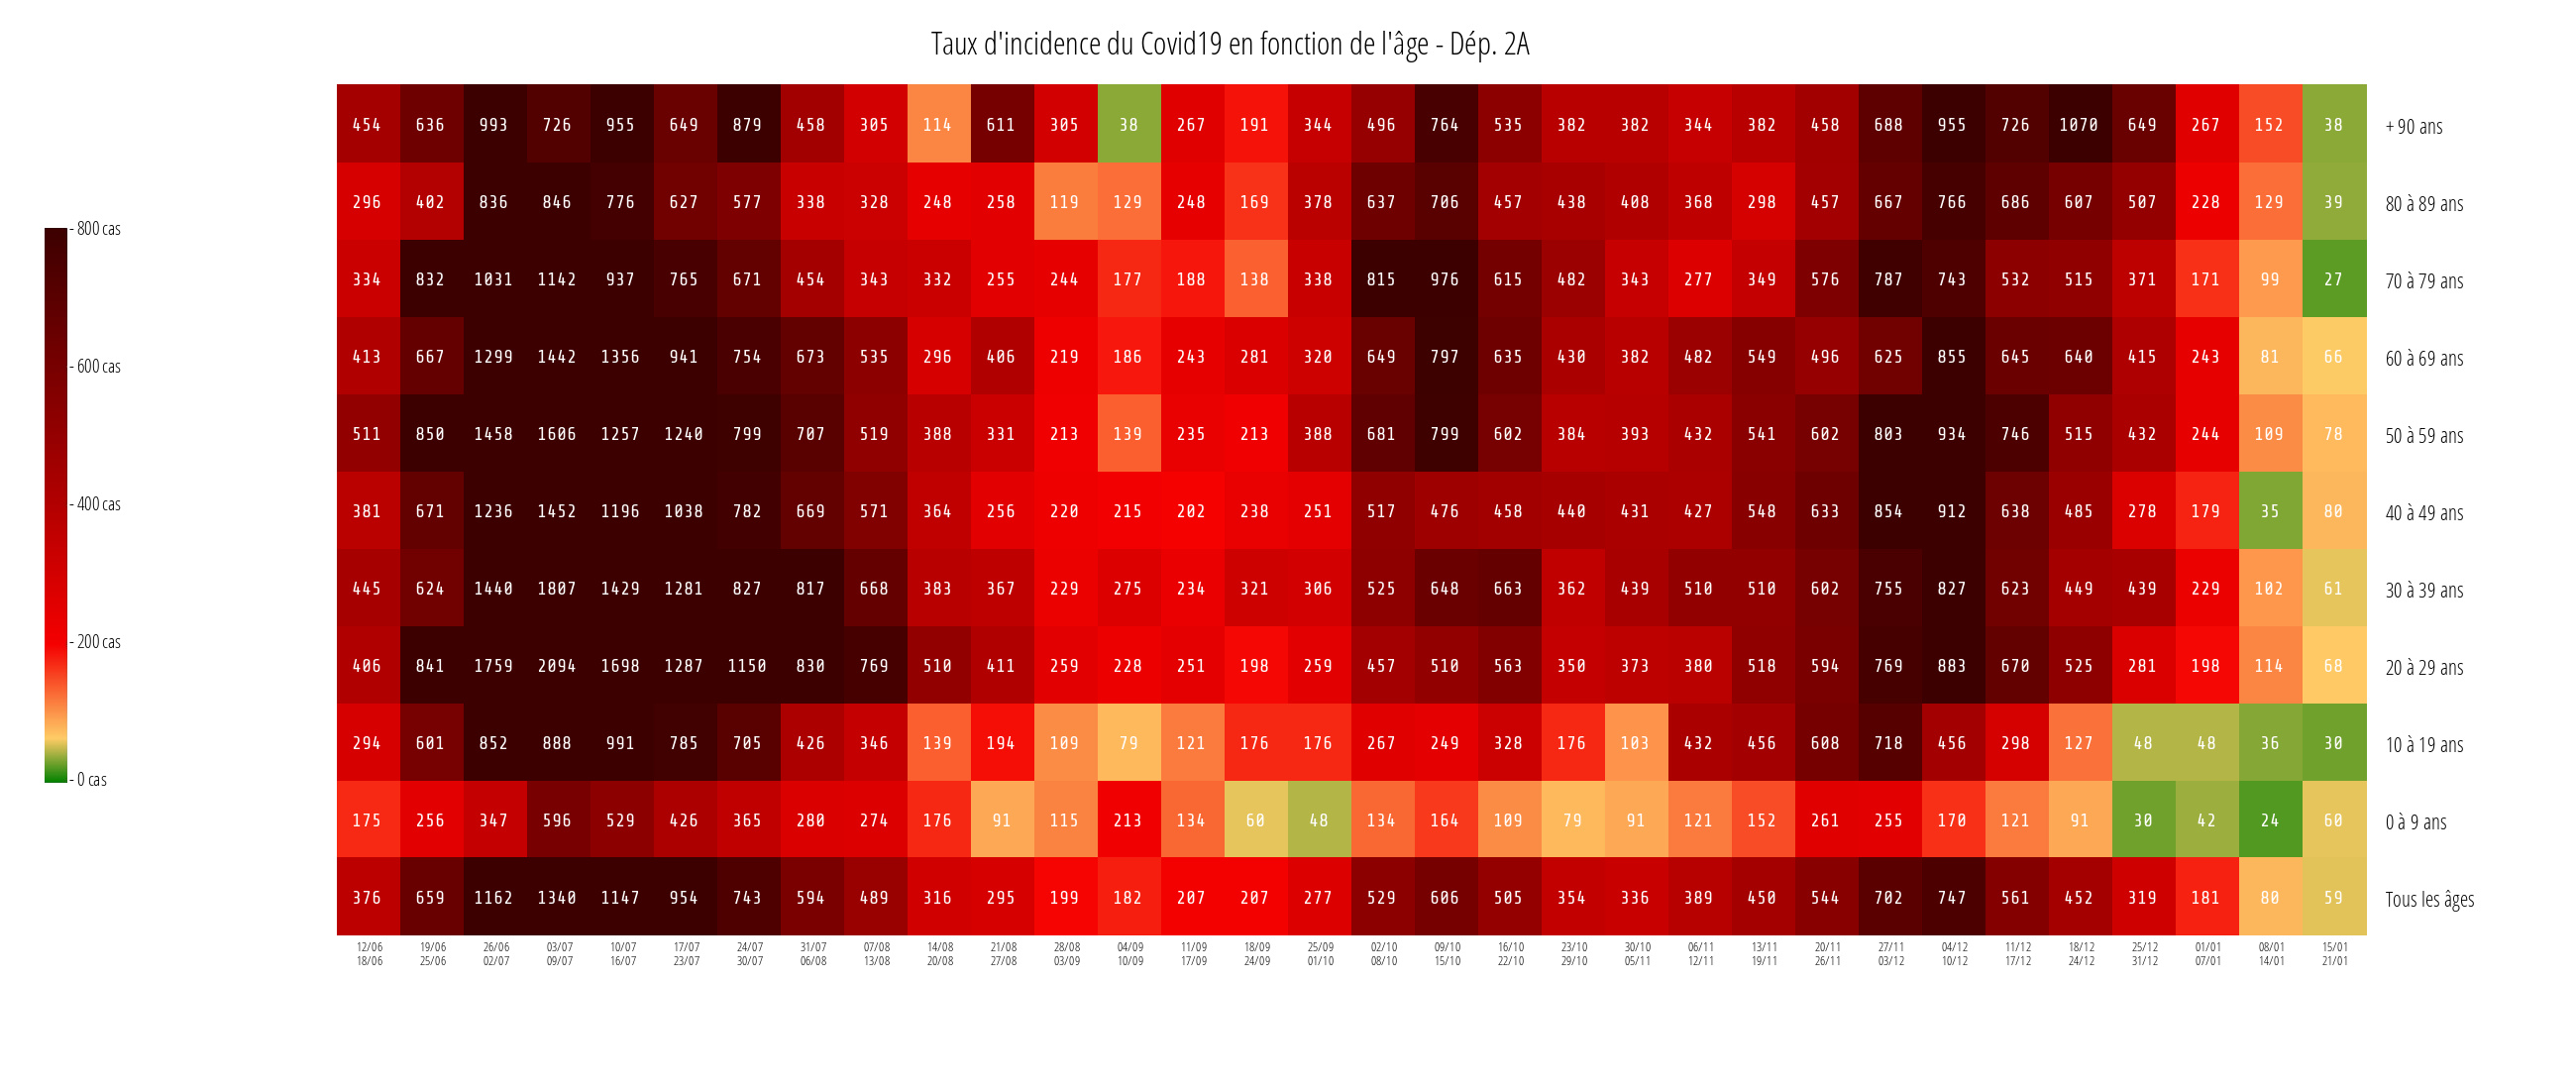 Taux d'incidence du Covid19 en fonction de l'âge - Dép. 2A
454 636 993 726 955 649 879 458 305 114 611 305 38 267 191 344 496 764 535 382 382 344 382 458 688 955 726 1070 649 267 152 38 + 90 ans
296 402 836 846 776 627 577 338 328 248 258 119 129 248 169 378 637 706 457 438 408 368 298 457 667 766 686 607 507 228 129 39 80 à 89 ans
334 832 1031 1142 937 765 671 454 343 332 255 244 177 188 138 338 815 976 615 482 343 277 349 576 787 743 532 515 371 171 99 27 70 à 79 ans
413 667 1299 1442 1356 941 754 673 535 296 406 219 186 243 281 320 649 797 635 430 382 482 549 496 625 855 645 640 415 243 81 66 60 à 69 ans
511 850 1458 1606 1257 1240 799 707 519 388 331 213 139 235 213 388 681 799 602 384 393 432 541 602 803 934 746 515 432 244 109 78 50 à 59 ans
381 671 1236 1452 1196 1038 782 669 571 364 256 220 215 202 238 251 517 476 458 440 431 427 548 633 854 912 638 485 278 179 35 80 40 à 49 ans
445 624 1440 1807 1429 1281 827 817 668 383 367 229 275 234 321 306 525 648 663 362 439 510 510 602 755 827 623 449 439 229 102 61 30 à 39 ans
406 841 1759 2094 1698 1287 1150 830 769 510 411 259 228 251 198 259 457 510 563 350 373 380 518 594 769 883 670 525 281 198 114 68 20 à 29 ans
294 601 852 888 991 785 705 426 346 139 194 109 79 121 176 176 267 249 328 176 103 432 456 608 718 456 298 127 48 48 36 30 10 à 19 ans
175 256 347 596 529 426 365 280 274 176 91 115 213 134 60 48 134 164 109 79 91 121 152 261 255 170 121 91 30 42 24 60 0 à 9 ans
376 659 1162 1340 1147 954 743 594 489 316 295 199 182 207 207 277 529 606 505 354 336 389 450 544 702 747 561 452 319 181 80 59 Tous les âges
12/06 19/06 26/06 03/07 10/07 17/07 24/07 31/07 07/08 14/08 21/08 28/08 04/09 11/09 18/09 25/09 02/10 09/10 16/10 23/10 30/10 06/11 13/11 20/11 27/11 04/12 11/12 18/12 25/12 01/01 08/01 15/01
18/06 25/06 02/07 09/07 16/07 23/07 30/07 06/08 13/08 20/08 27/08 03/09 10/09 17/09 24/09 01/10 08/10 15/10 22/10 29/10 05/11 12/11 19/11 26/11 03/12 10/12 17/12 24/12 31/12 07/01 14/01 21/01
- 800 cas
- 600 cas
- 400 cas
- 200 cas
- 0 cas